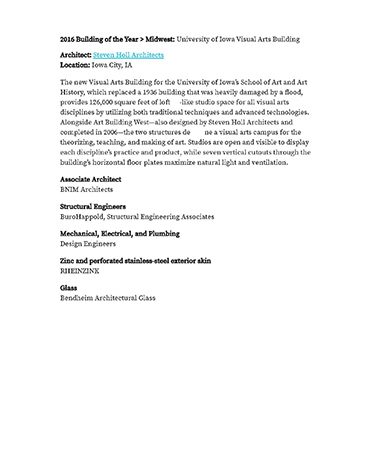 2016 Building of the Year > Midwest: University of Iowa Visual Arts Building
Architect: Steven Holl Architects
Location: Iowa City, IA
The new Visual Arts Building for the University of Iowa's School of Art and Art
History, which replaced a 1936 building that was heavily damaged by a flood,
provides 126,000 square feet of loft -like studio space for all visual arts
disciplines by utilizing both traditional techniques and advanced technologies.
Alongside Art Building West—also designed by Steven Holl Architects and
completed in 2006—the two structures de ne a visual arts campus for the
theorizing, teaching, and making of art. Studios are open and visible to display
each discipline's practice and product, while seven vertical cutouts through the
building's horizontal floor plates maximize natural light and ventilation.
Associate Architect
BNIM Architects
Structural Engineers
BuroHappold, Structural Engineering Associates
Mechanical, Electrical, and Plumbing
Design Engineers
Zinc and perforated stainless-steel exterior skin
RHEINZINK
Glass
Bendheim Architectural Glass